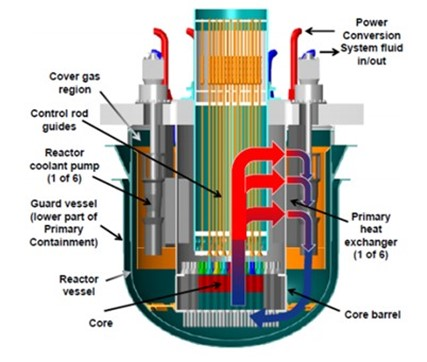 Power
Conversion
System fluid
in/out
Cover gas
region
Control rod
guides
Reactor
coolant pump
(1 of 6)
Guard vessel
(lower part of
Primary
Containment)
Reactor
vessel
Core
Primary
heat
exchanger
(1 of 6)
Core barrel